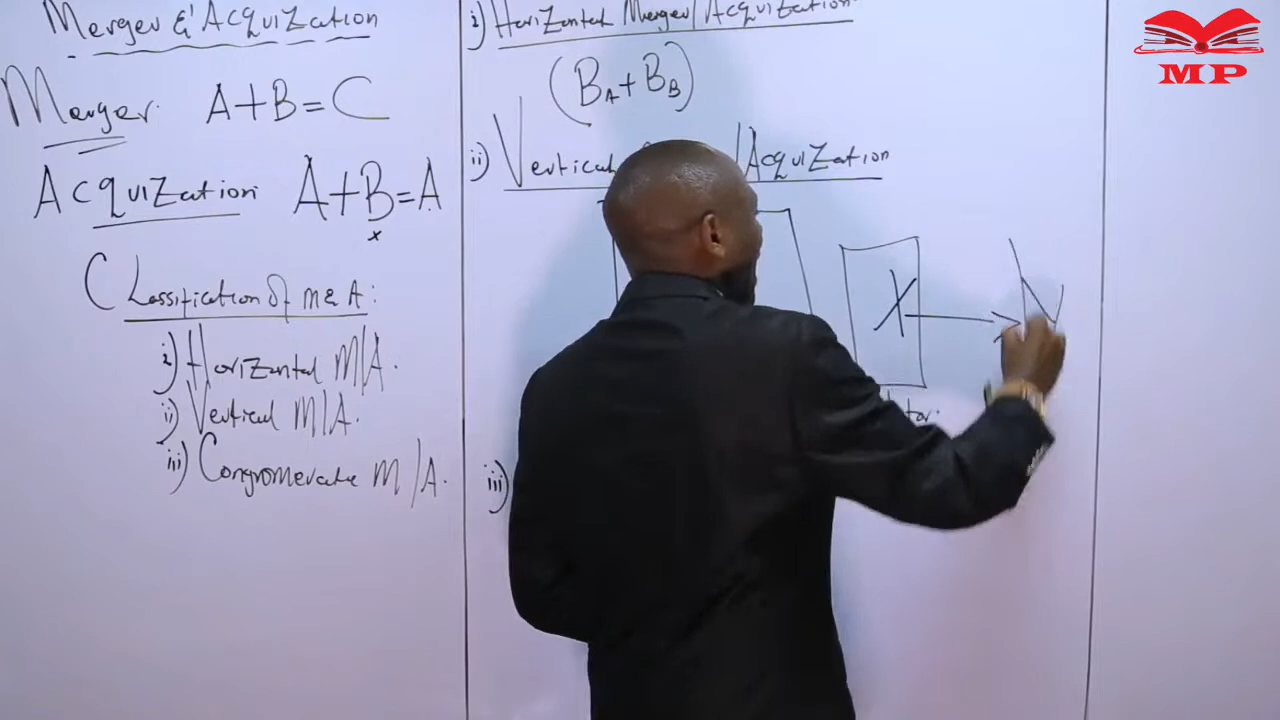 Merger & Acquization
Merger. A+B=C
Acquization A+B=A
x
Classification of M & A:
i) Horizontal M/A.
ii) Vertical M/A.
iii) Congromerate M/A.
i) Horizontal Merger/Acquization.
(BA+BB)
ii) Vertical /Acquization
X
iii)
MP